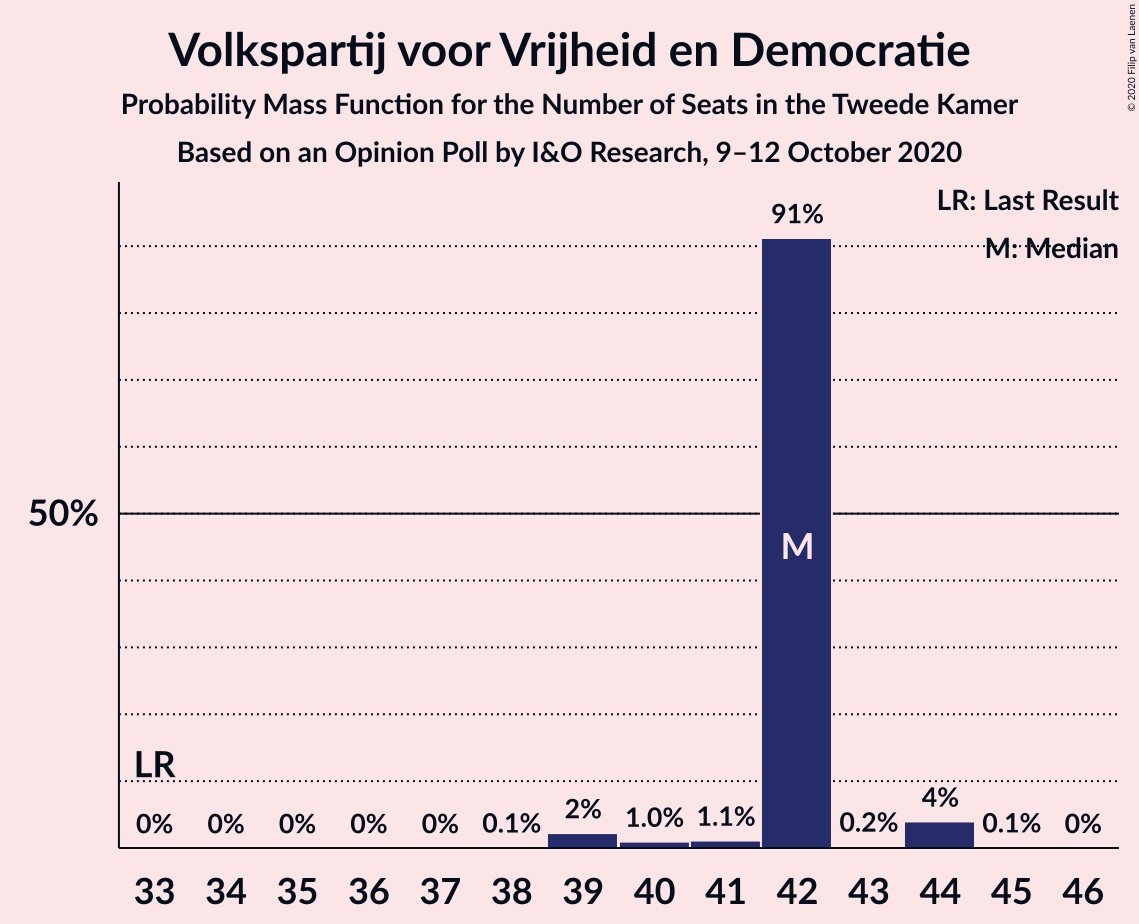 Volkspartij voor Vrijheid en Democratie
Probability Mass Function for the Number of Seats in the Tweede Kamer
Based on an Opinion Poll by I&O Research, 9–12 October 2020
© 2020 Filip van Laenen
LR: Last Result
M: Median
91%
50%
M
LR
0% 0% 0% 0% 0% 0.1% 2% 1.0% 1.1% 0.2% 4% 0.1% 0%
33 34 35 36 37 38 39 40 41 42 43 44 45 46